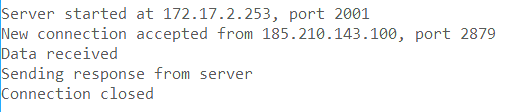 Server started at 172.17.2.253, port 2001
New connection accepted from 185.210.143.100, port 2879
Data received
Sending response from server
Connection closed